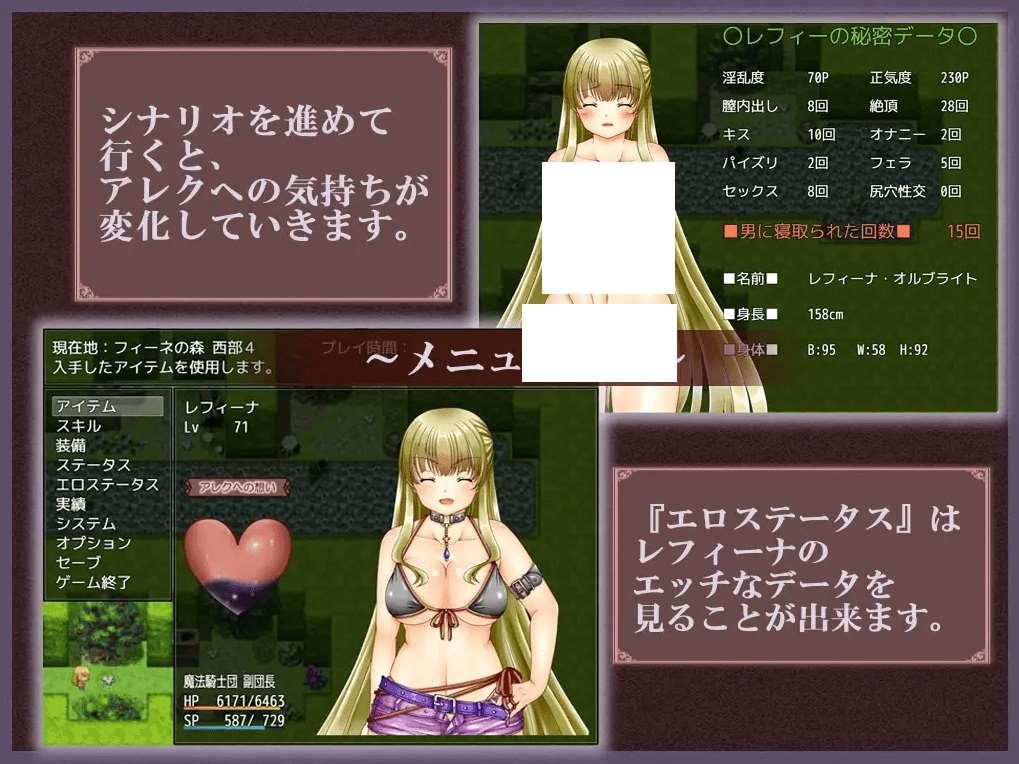 シナリオを進めて
行くと、
アレクへの気持ちが
変化していきます。
〇レフィーの秘密データ〇
淫乱度 70P 正気度 230P
膣内出し 8回 絶頂 28回
キス 10回 オナニー 2回
パイズリ 2回 フェラ 5回
セックス 8回 尻穴性交 0回
■男に寝取られた回数■ 15回
■名前■ レフィーナ・オルブライト
■身長■ 158cm
■身体■ B:95 W:58 H:92
～メニュ
現在地：フィーネの森 西部４ プレイ時間：
入手したアイテムを使用します。
アイテム
スキル
装備
ステータス
エロステータス
実績
システム
オプション
セーブ
ゲーム終了
レフィーナ
Lv 71
アレクへの想い
魔法騎士団 副団長
HP 6171/6463
SP 587/ 729
『エロステータス』は
レフィーナの
エッチなデータを
見ることが出来ます。